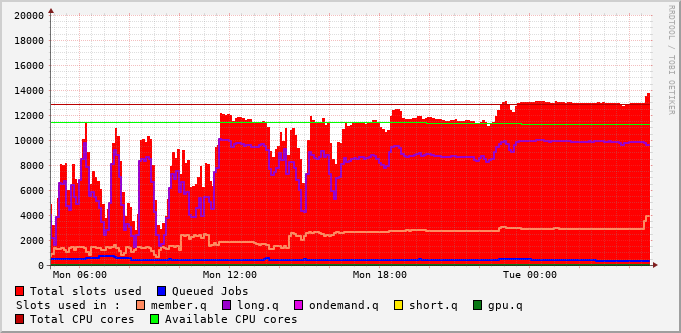 20000
18000
16000
14000
12000
10000
8000
6000
4000
2000
0
Mon 06:00 Mon 12:00 Mon 18:00 Tue 00:00
RRDTOOL / TOBI OETIKER
Total slots used Queued Jobs
Slots used in : member.q long.q ondemand.q short.q gpu.q
Total CPU cores Available CPU cores